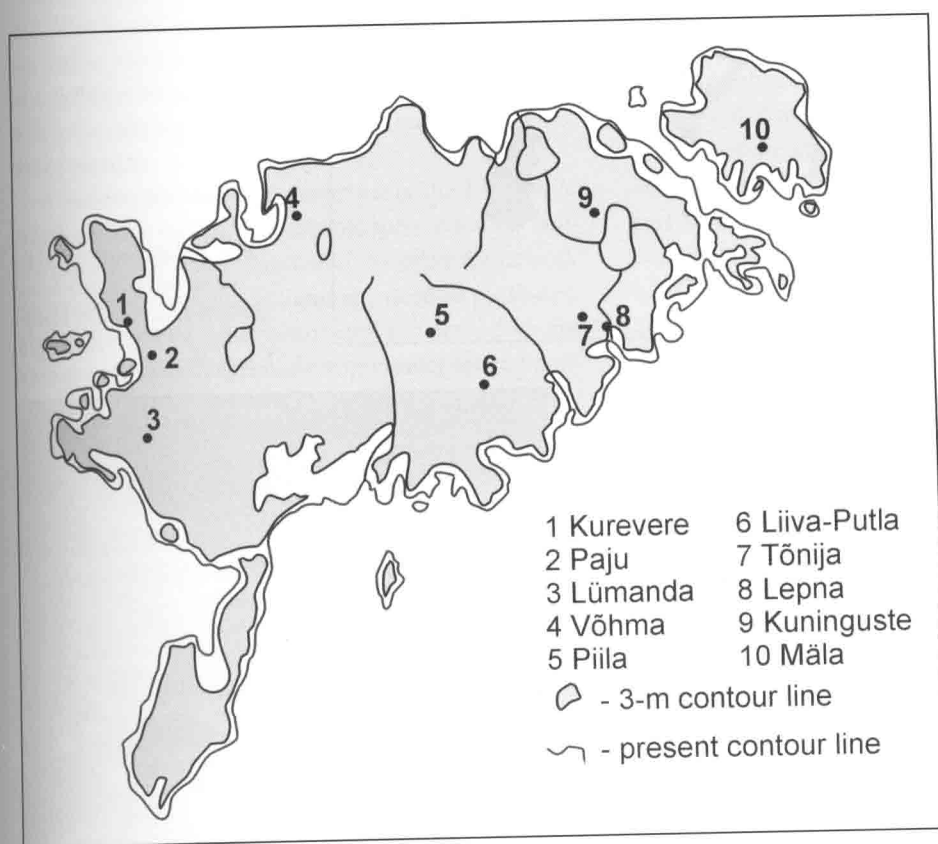 10
9
4
1
5
8
7
2
6
3
1 Kurevere
2 Paju
3 Lümanda
4 Võhma
5 Piila
6 Liiva-Putla
7 Tõnija
8 Lepna
9 Kuninguste
10 Mäla
- 3-m contour line
- present contour line